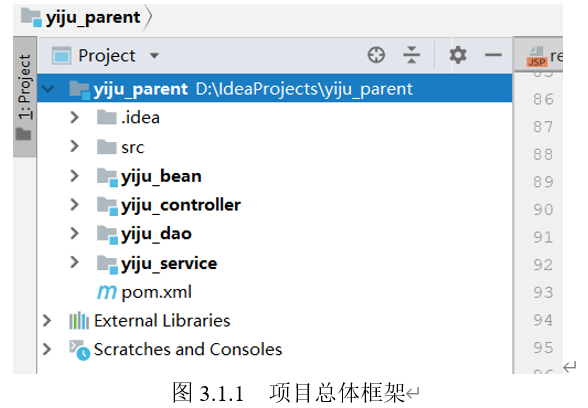 yiju_parent
1: Project
Project
JSP
re
yiju_parent D:\IdeaProjects\yiju_parent
.idea
src
yiju_bean
yiju_controller
yiju_dao
yiju_service
m pom.xml
External Libraries
Scratches and Consoles
86
87
88
89
90
91
92
93
94
95
图 3.1.1 项目总体框架